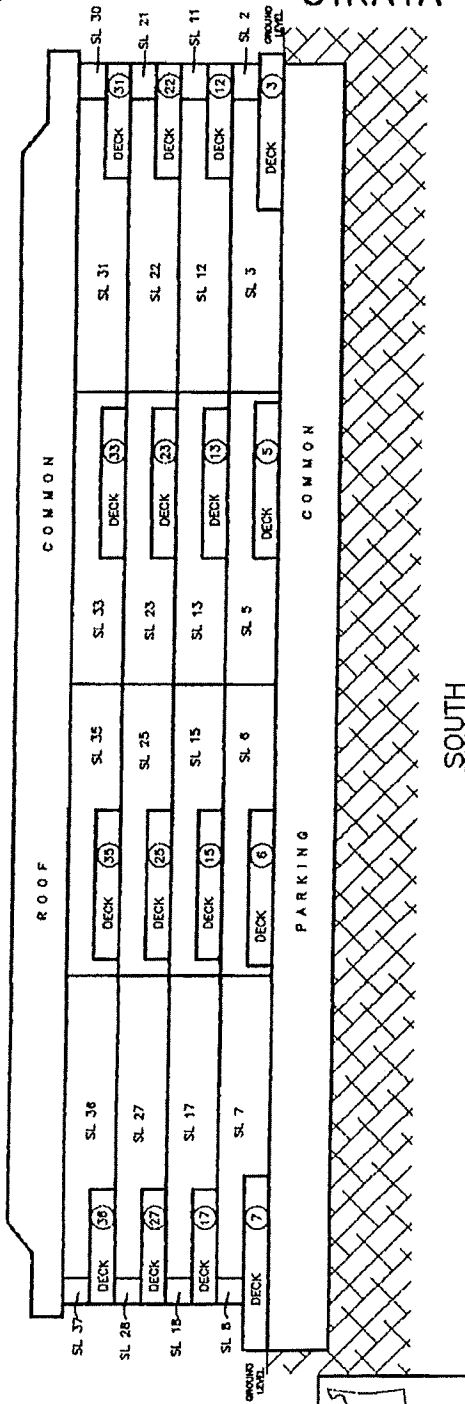 STRATA
ROOF COMMON
SL 37 SL 36 SL 35 SL 33 SL 31 SL 30
DECK 36 DECK 35 DECK 33 DECK 31
SL 28 SL 27 SL 25 SL 23 SL 22 SL 21
DECK 27 DECK 25 DECK 23 DECK 22
SL 18 SL 17 SL 15 SL 13 SL 12 SL 11
DECK 17 DECK 15 DECK 13 DECK 12
SL 8 SL 7 SL 6 SL 5 SL 3 SL 2
DECK 7 DECK 6 DECK 5 DECK 3
GROUND LEVEL
GROUND LEVEL
PARKING COMMON
SOUTH